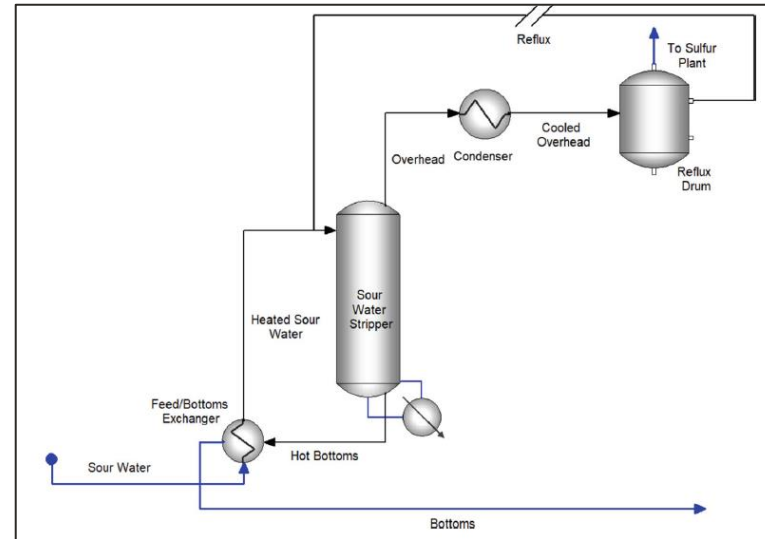 Reflux
To Sulfur
Plant
Cooled
Overhead
Overhead
Condenser
Reflux
Drum
Sour
Water
Stripper
Heated Sour
Water
Feed/Bottoms
Exchanger
Hot Bottoms
Sour Water
Bottoms